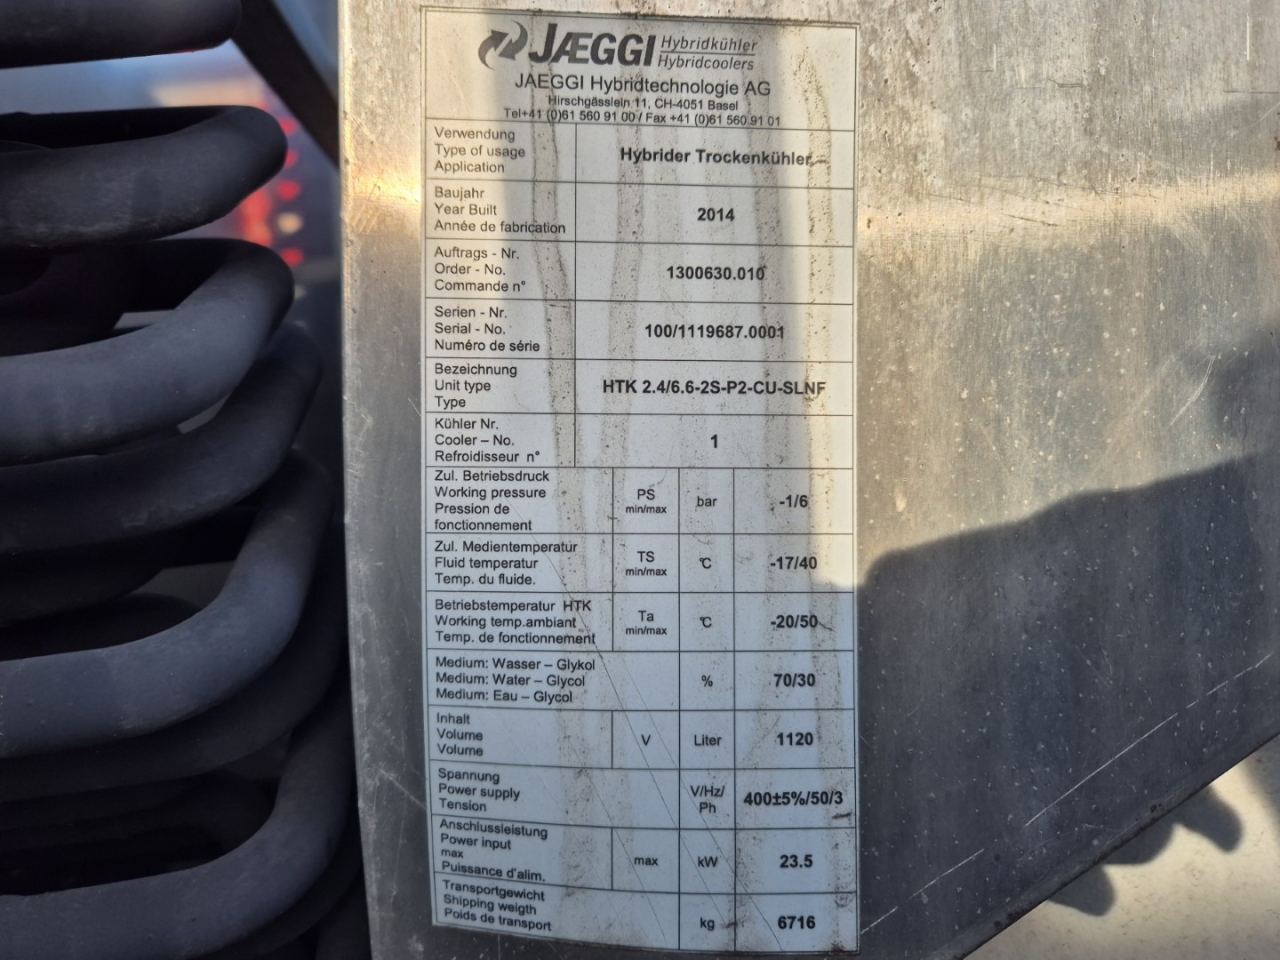 JÆGGI Hybridkühler
Hybridcoolers
JAEGGI Hybridtechnologie AG
Hirschgässlein 11, CH-4051 Basel
Tel+41 (0)61 560 91 00 / Fax +41 (0)61 560 91 01
Verwendung
Type of usage
Application
Hybrider Trockenkühler
Baujahr
Year Built
Année de fabrication
2014
Auftrags - Nr.
Order - No.
Commande n°
1300630.010
Serien - Nr.
Serial - No.
Numéro de série
100/1119687.0001
Bezeichnung
Unit type
Type
HTK 2.4/6.6-2S-P2-CU-SLNF
Kühler Nr.
Cooler – No.
Refroidisseur n°
1
Zul. Betriebsdruck
Working pressure
Pression de
fonctionnement
PS
min/max
bar
-1/6
Zul. Medientemperatur
Fluid temperatur
Temp. du fluide.
TS
min/max
°C
-17/40
Betriebstemperatur HTK
Working temp.ambiant
Temp. de fonctionnement
Ta
min/max
°C
-20/50
Medium: Wasser – Glykol
Medium: Water – Glycol
Medium: Eau – Glycol
%
70/30
Inhalt
Volume
Volume
V
Liter
1120
Spannung
Power supply
Tension
V/Hz/
Ph
400±5%/50/3
Anschlussleistung
Power input
max
Puissance d'alim.
max
kW
23.5
Transportgewicht
Shipping weigth
Poids de transport
kg
6716